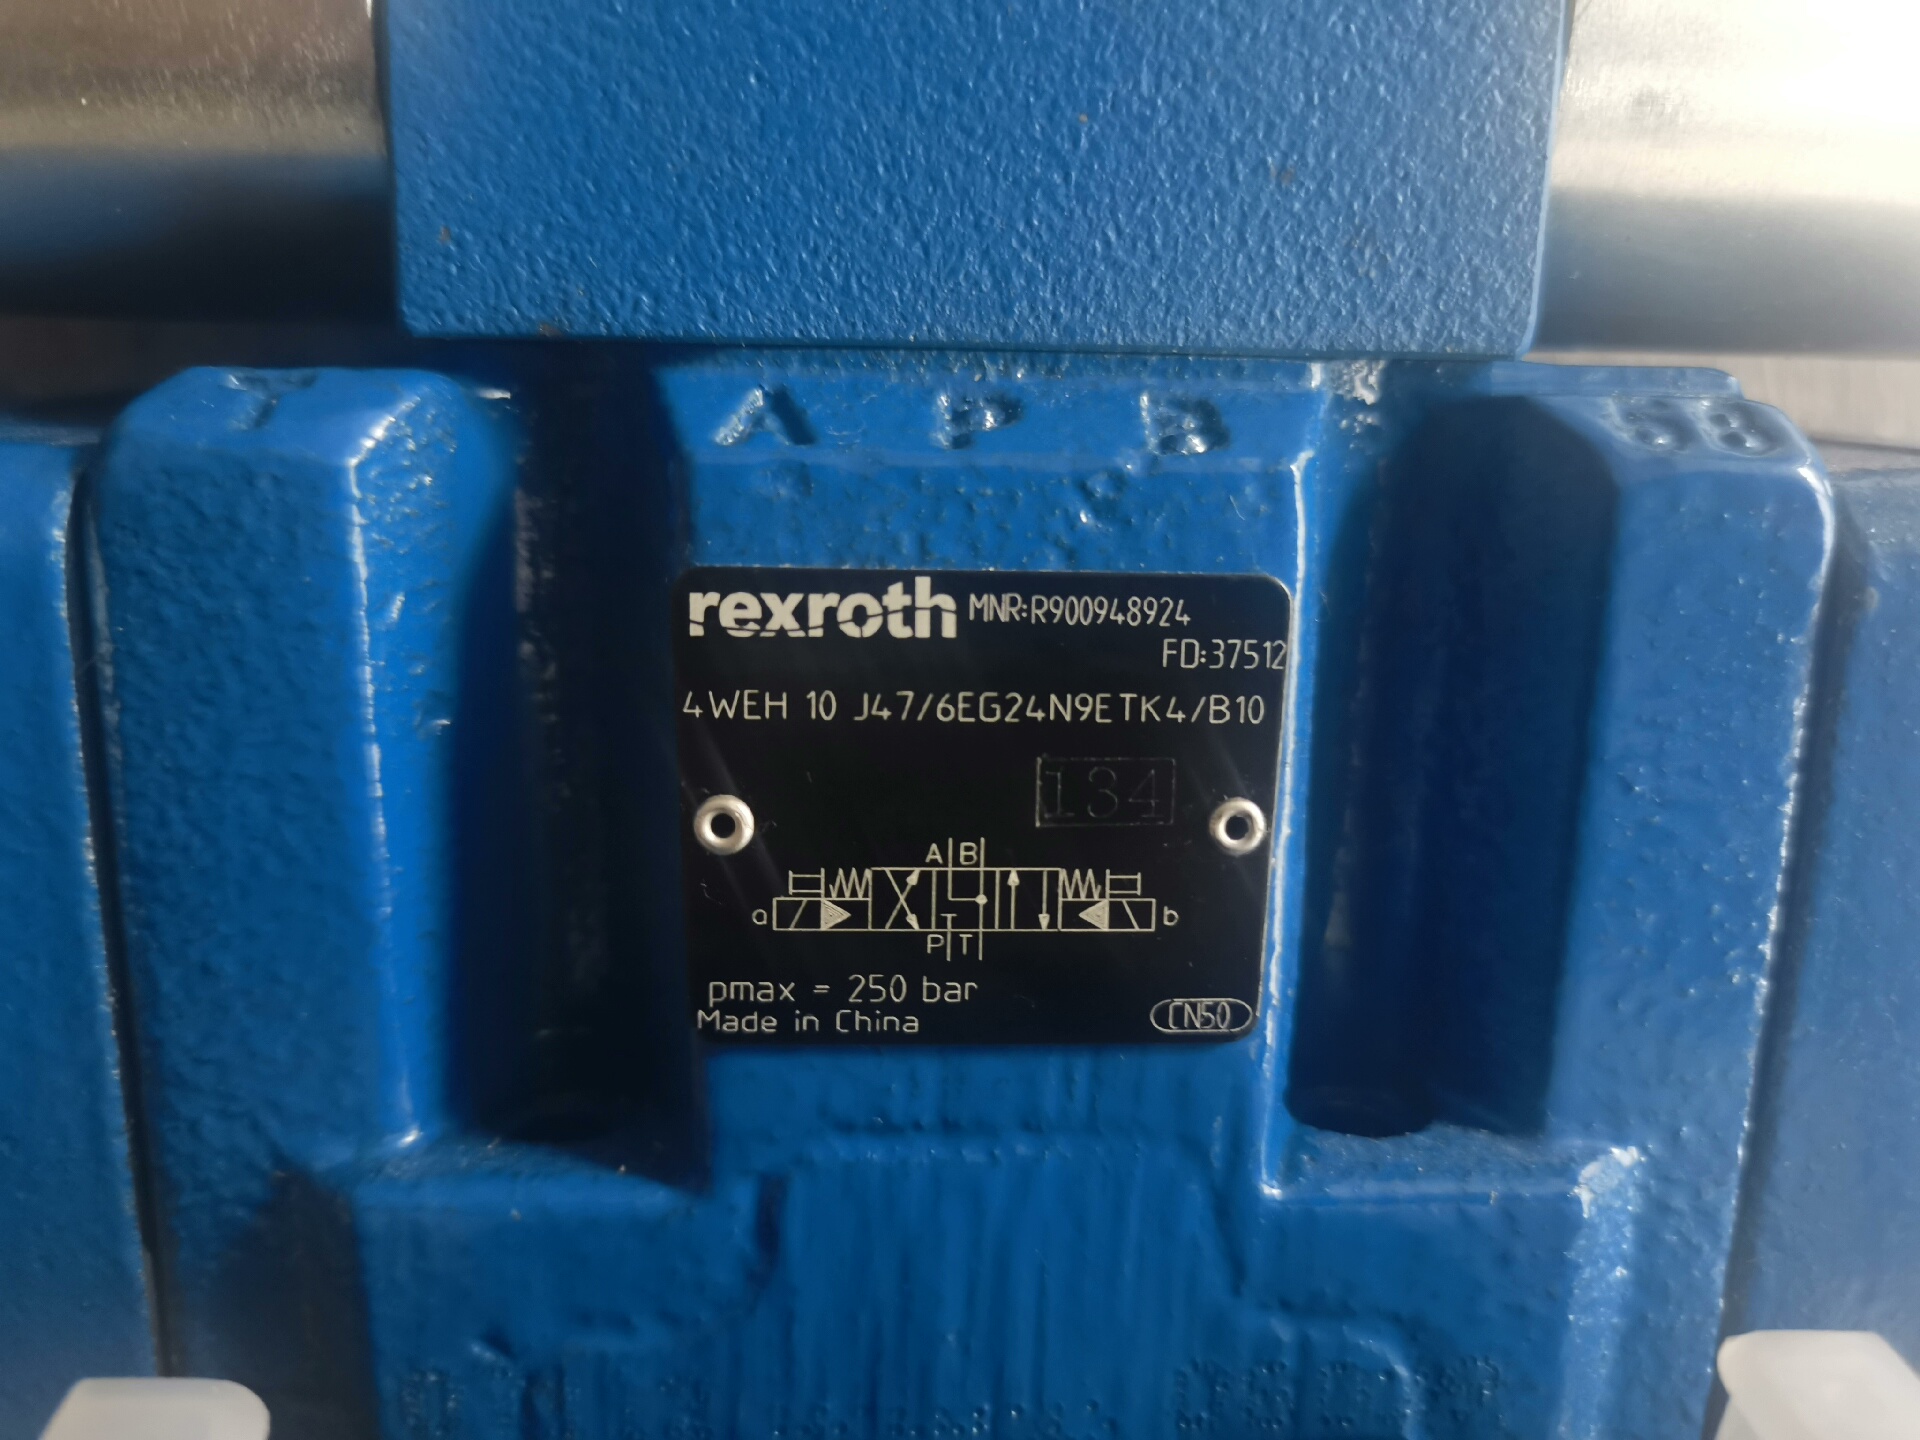 T A P B
rexroth MNR:R900948924
FD:37512
4WEH 10 J47/6EG24N9ETK4/B10
134
A B
a b
P T
pmax = 250 bar
Made in China
CN50